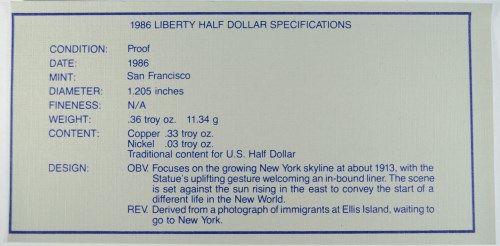 1986 LIBERTY HALF DOLLAR SPECIFICATIONS
CONDITION: Proof
DATE: 1986
MINT: San Francisco
DIAMETER: 1.205 inches
FINENESS: N/A
WEIGHT: .36 troy oz. 11.34 g
CONTENT: Copper .33 troy oz.
Nickel .03 troy oz.
Traditional content for U.S. Half Dollar
DESIGN: OBV. Focuses on the growing New York skyline at about 1913, with the
Statue's uplifting gesture welcoming an in-bound liner. The scene
is set against the sun rising in the east to convey the start of a
different life in the New World.
REV. Derived from a photograph of immigrants at Ellis Island, waiting to
go to New York.